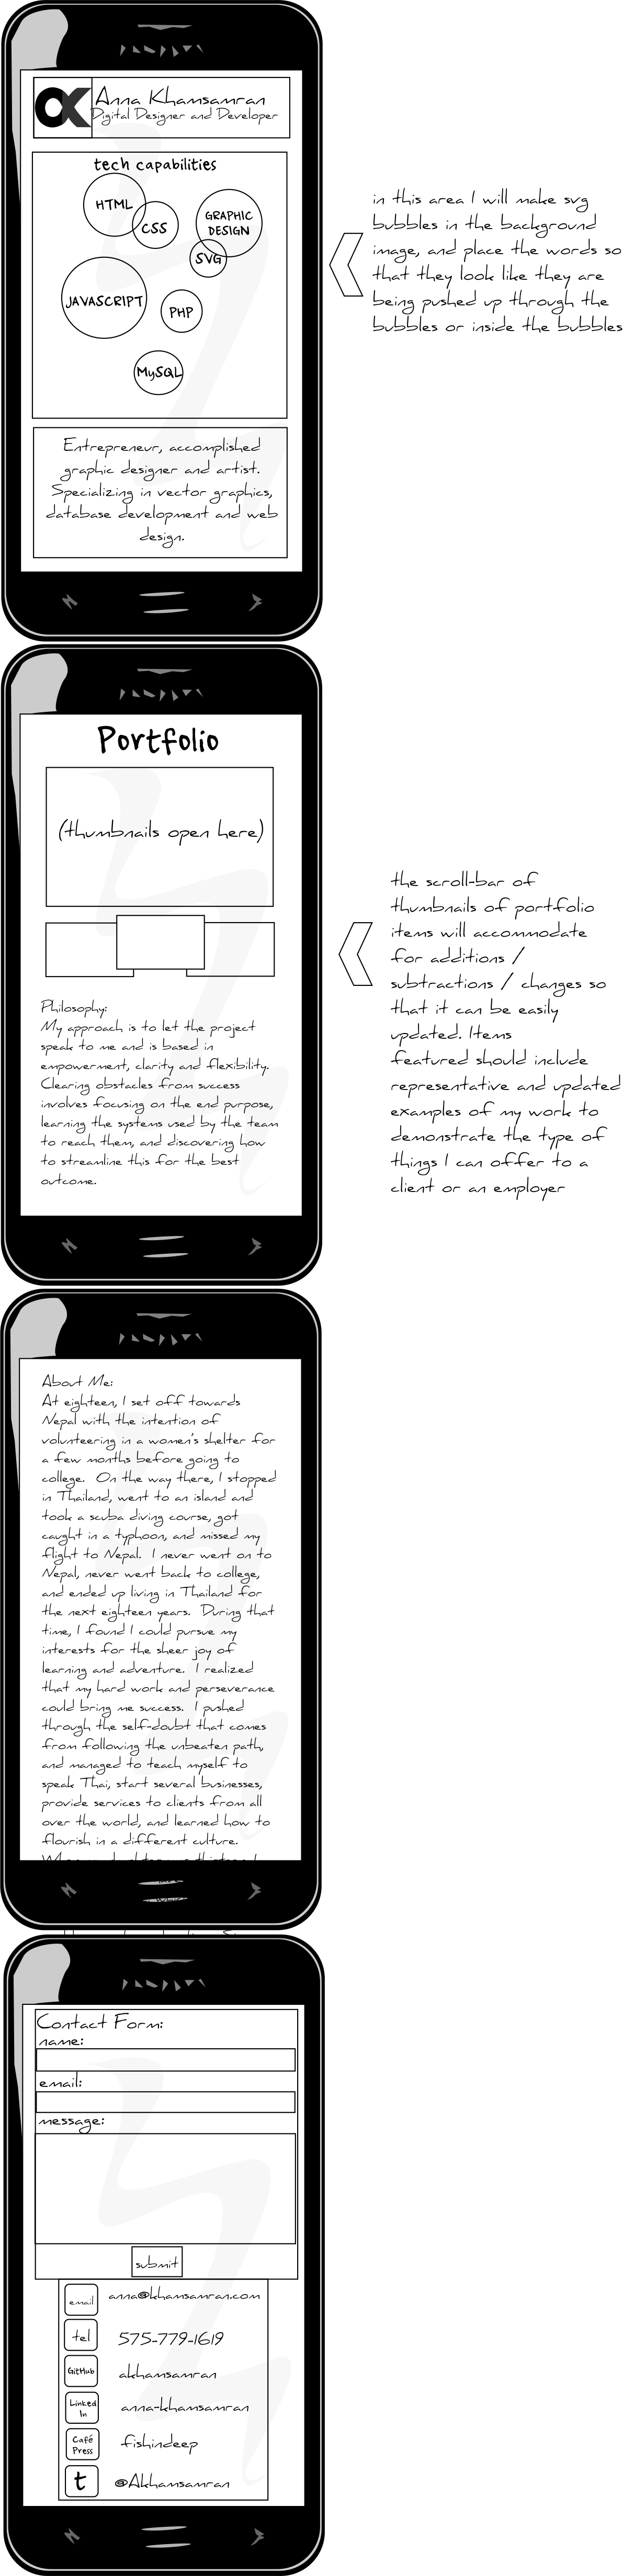 Anna Khamsamran
Digital Designer and Developer
tech capabilities
HTML
CSS
GRAPHIC
DESIGN
SVG
JAVASCRIPT
PHP
MySQL
Entrepreneur, accomplished
graphic designer and artist.
Specializing in vector graphics,
database development and web
design.
in this area I will make svg
bubbles in the background
image, and place the words so
that they look like they are
being pushed up through the
bubbles or inside the bubbles
Portfolio
(thumbnails open here)
Philosophy:
My approach is to let the project
speak to me and is based in
empowerment, clarity and flexibility.
Clearing obstacles from success
involves focusing on the end purpose,
learning the systems used by the team
to reach them, and discovering how
to streamline this for the best
outcome.
the scroll-bar of
thumbnails of portfolio
items will accommodate
for additions /
subtractions / changes so
that it can be easily
updated. Items
featured should include
representative and updated
examples of my work to
demonstrate the type of
things I can offer to a
client or an employer
About Me:
At eighteen, I set off towards
Nepal with the intention of
volunteering in a women's shelter for
a few months before going to
college. On the way there, I stopped
in Thailand, went to an island and
took a scuba diving course, got
caught in a typhoon, and missed my
flight to Nepal. I never went on to
Nepal, never went back to college,
and ended up living in Thailand for
the next eighteen years. During that
time, I found I could pursue my
interests for the sheer joy of
learning and adventure. I realized
that my hard work and perseverance
could bring me success. I pushed
through the self-doubt that comes
from following the unbeaten path,
and managed to teach myself to
speak Thai, start several businesses,
provide services to clients from all
over the world, and learned how to
flourish in a different culture.
Contact Form:
name:
email:
message:
submit
email anna@khamsamran.com
tel 575-779-1619
GitHub akhamsamran
Linked
In anna-khamsamran
Café
Press fishindeep
t @Akhamsamran